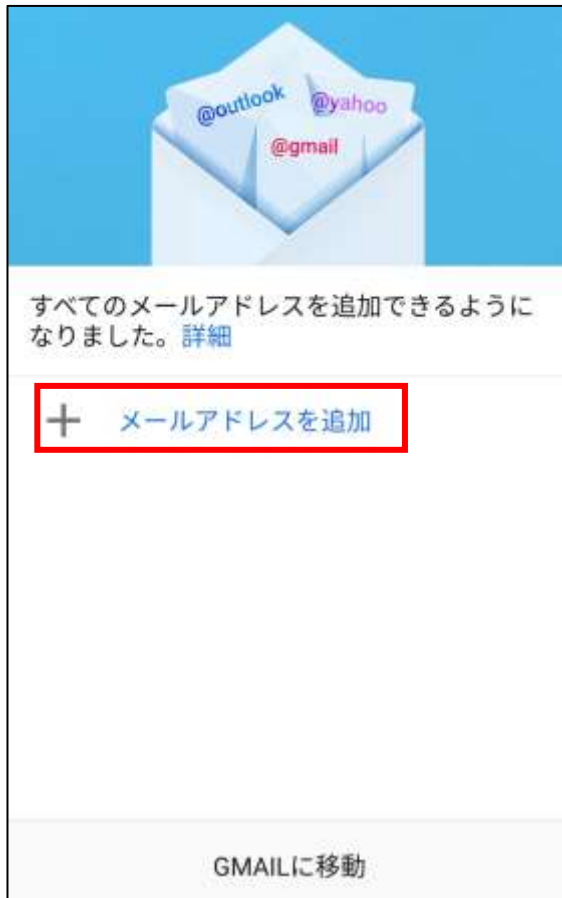 @outlook @yahoo
@gmail
すべてのメールアドレスを追加できるように
なりました。詳細
メールアドレスを追加
GMAILに移動